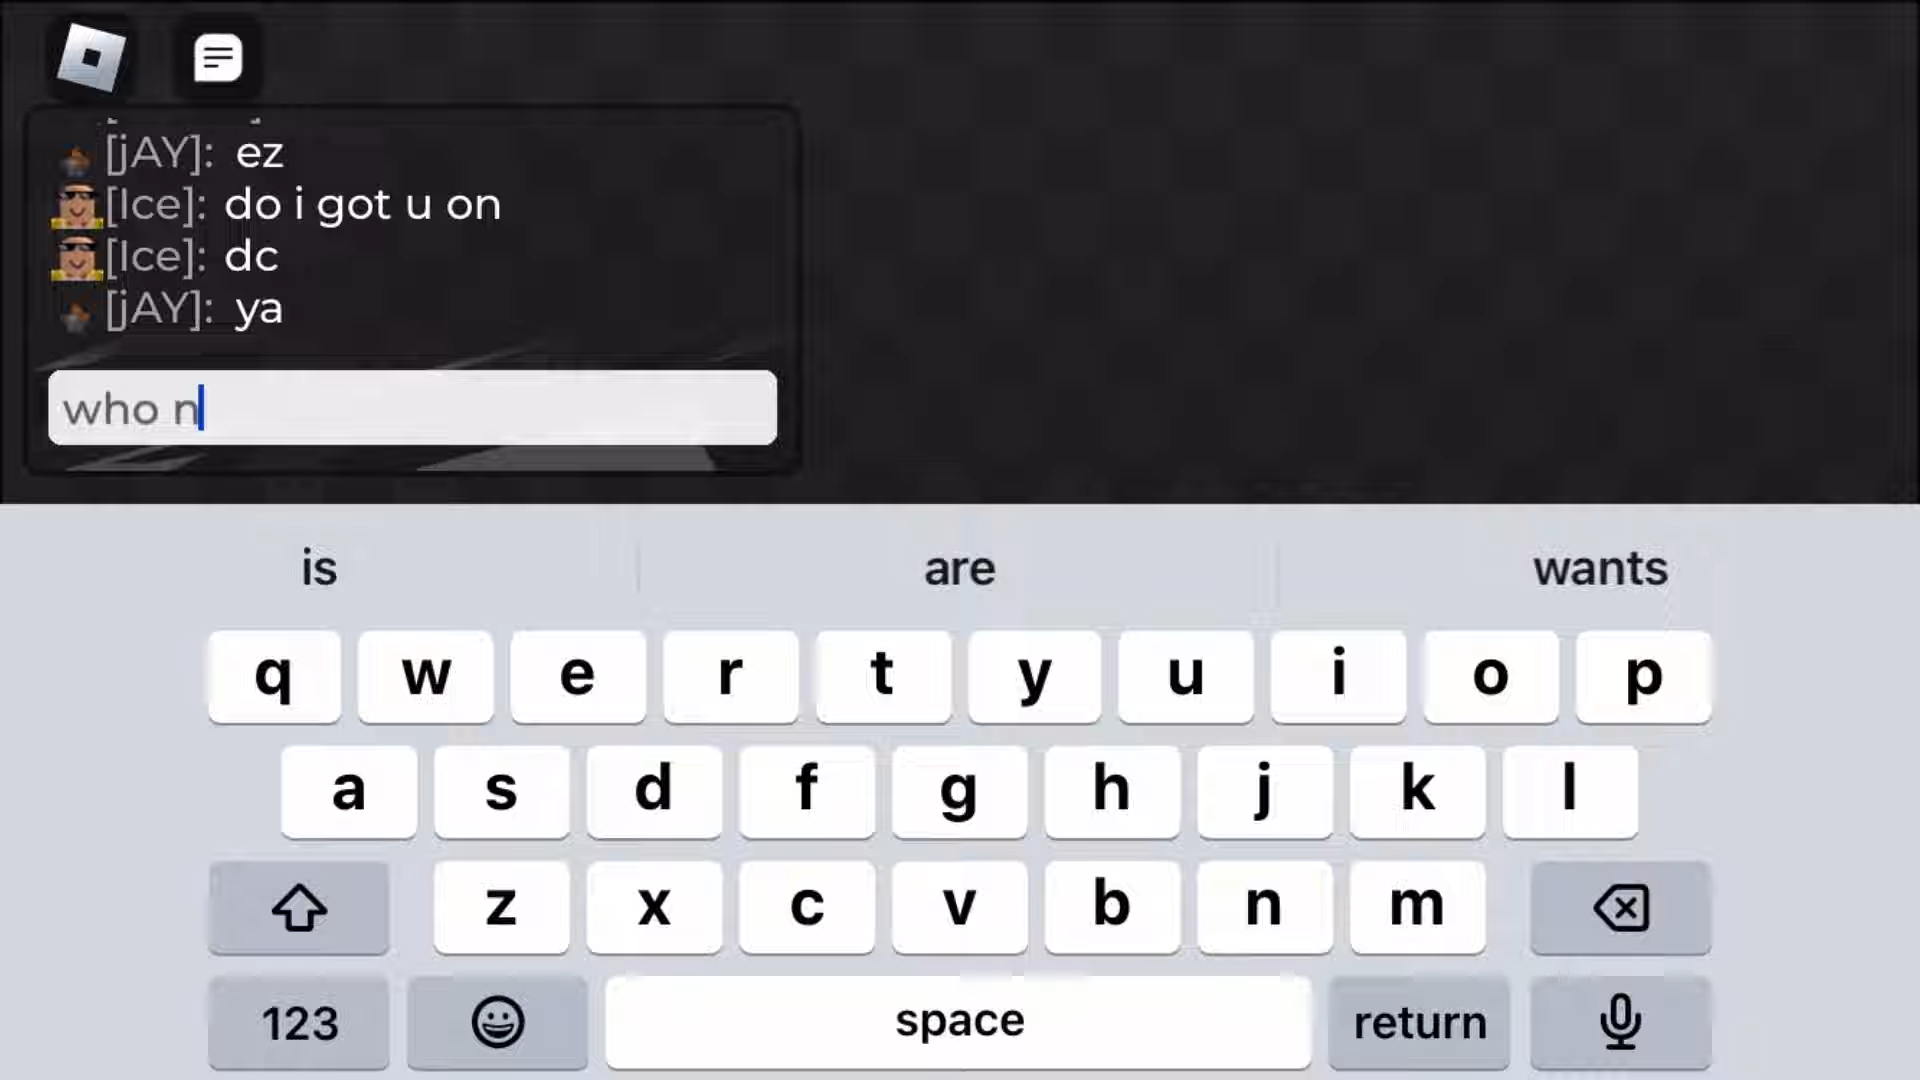 [jAY]: ez
[Ice]: do i got u on
[Ice]: dc
[jAY]: ya
who n
is are wants
q w e r t y u i o p
a s d f g h j k l
z x c v b n m
123 space return